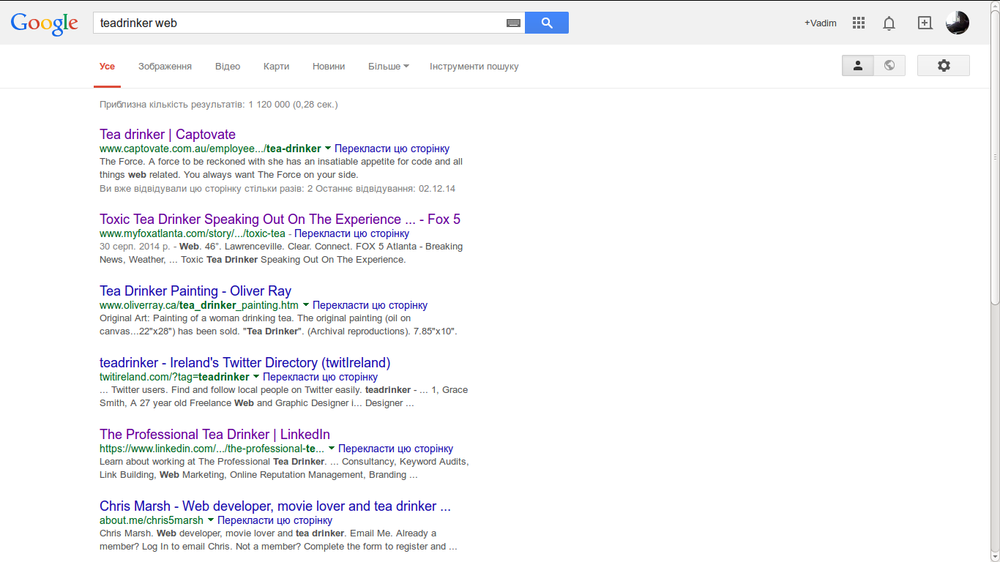 Google
teadrinker web
+Vadim
Усе Зображення Відео Карти Новини Більше Інструменти пошуку
Приблизна кількість результатів: 1 120 000 (0,28 сек.)
Tea drinker | Captovate
www.captovate.com.au/employee.../tea-drinker Перекласти цю сторінку
The Force. A force to be reckoned with she has an insatiable appetite for code and all
things web related. You always want The Force on your side.
Ви вже відвідували цю сторінку стільки разів: 2 Останнє відвідування: 02.12.14
Toxic Tea Drinker Speaking Out On The Experience ... - Fox 5
www.myfoxatlanta.com/story/.../toxic-tea - Перекласти цю сторінку
30 серп. 2014 р. - Web. 46°. Lawrenceville. Clear. Connect. FOX 5 Atlanta - Breaking
News, Weather, ... Toxic Tea Drinker Speaking Out On The Experience.
Tea Drinker Painting - Oliver Ray
www.oliverray.ca/tea_drinker_painting.htm Перекласти цю сторінку
Original Art: Painting of a woman drinking tea. The original painting (oil on
canvas...22"x28") has been sold. "Tea Drinker". (Archival reproductions). 7.85"x10".
teadrinker - Ireland's Twitter Directory (twitIreland)
twitireland.com/?tag=teadrinker Перекласти цю сторінку
... Twitter users. Find and follow local people on Twitter easily. teadrinker - ... 1, Grace
Smith, A 27 year old Freelance Web and Graphic Designer i... Designer ...
The Professional Tea Drinker | LinkedIn
https://www.linkedin.com/.../the-professional-te... Перекласти цю сторінку
Learn about working at The Professional Tea Drinker. ... Consultancy, Keyword Audits,
Link Building, Web Marketing, Online Reputation Management, Branding ...
Chris Marsh - Web developer, movie lover and tea drinker ...
about.me/chris5marsh Перекласти цю сторінку
Chris Marsh. Web developer, movie lover and tea drinker. Email Me. Already a
member? Log In to email Chris. Not a member? Complete the form to register and ...